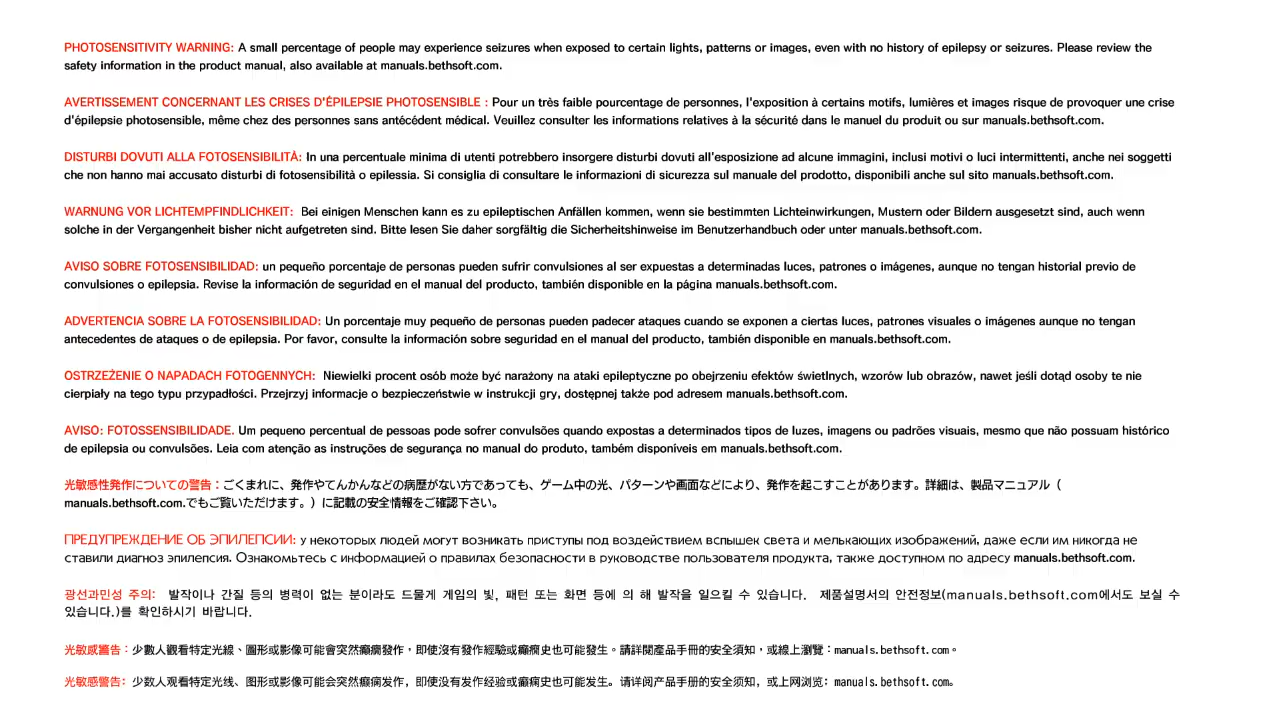 PHOTOSENSITIVITY WARNING: A small percentage of people may experience seizures when exposed to certain lights, patterns or images, even with no history of epilepsy or seizures. Please review the
safety information in the product manual, also available at manuals.bethsoft.com.
AVERTISSEMENT CONCERNANT LES CRISES D'ÉPILEPSIE PHOTOSENSIBLE : Pour un très faible pourcentage de personnes, l'exposition à certains motifs, lumières et images risque de provoquer une crise
d'épilepsie photosensible, même chez des personnes sans antécédent médical. Veuillez consulter les informations relatives à la sécurité dans le manuel du produit ou sur manuals.bethsoft.com.
DISTURBI DOVUTI ALLA FOTOSENSIBILITÀ: In una percentuale minima di utenti potrebbero insorgere disturbi dovuti all'esposizione ad alcune immagini, inclusi motivi o luci intermittenti, anche nei soggetti
che non hanno mai accusato disturbi di fotosensibilità o epilessia. Si consiglia di consultare le informazioni di sicurezza sul manuale del prodotto, disponibili anche sul sito manuals.bethsoft.com.
WARNUNG VOR LICHTEMPFINDLICHKEIT: Bei einigen Menschen kann es zu epileptischen Anfällen kommen, wenn sie bestimmten Lichteinwirkungen, Mustern oder Bildern ausgesetzt sind, auch wenn
solche in der Vergangenheit bisher nicht aufgetreten sind. Bitte lesen Sie daher sorgfältig die Sicherheitshinweise im Benutzerhandbuch oder unter manuals.bethsoft.com.
AVISO SOBRE FOTOSENSIBILIDAD: un pequeño porcentaje de personas pueden sufrir convulsiones al ser expuestas a determinadas luces, patrones o imágenes, aunque no tengan historial previo de
convulsiones o epilepsia. Revise la información de seguridad en el manual del producto, también disponible en la página manuals.bethsoft.com.
ADVERTENCIA SOBRE LA FOTOSENSIBILIDAD: Un porcentaje muy pequeño de personas pueden padecer ataques cuando se exponen a ciertas luces, patrones visuales o imágenes aunque no tengan
antecedentes de ataques o de epilepsia. Por favor, consulte la información sobre seguridad en el manual del producto, también disponible en manuals.bethsoft.com.
OSTRZEŻENIE O NAPADACH FOTOGENNYCH: Niewielki procent osób może być narażony na ataki epileptyczne po obejrzeniu efektów świetlnych, wzorów lub obrazów, nawet jeśli dotąd osoby te nie
cierpiały na tego typu przypadłości. Przejrzyj informacje o bezpieczeństwie w instrukcji gry, dostępnej także pod adresem manuals.bethsoft.com.
AVISO: FOTOSSENSIBILIDADE. Um pequeno percentual de pessoas pode sofrer convulsões quando expostas a determinados tipos de luzes, imagens ou padrões visuais, mesmo que não possuam histórico
de epilepsia ou convulsões. Leia com atenção as instruções de segurança no manual do produto, também disponíveis em manuals.bethsoft.com.
光敏感性発作についての警告：ごくまれに、発作やてんかんなどの病歴がない方であっても、ゲーム中の光、パターンや画面などにより、発作を起こすことがあります。詳細は、製品マニュアル（
manuals.bethsoft.com.でもご覧いただけます。）に記載の安全情報をご確認下さい。
ПРЕДУПРЕЖДЕНИЕ ОБ ЭПИЛЕПСИИ: у некоторых людей могут возникать приступы под воздействием вспышек света и мелькающих изображений, даже если им никогда не
ставили диагноз эпилепсия. Ознакомьтесь с информацией о правилах безопасности в руководстве пользователя продукта, также доступном по адресу manuals.bethsoft.com.
광선과민성 주의: 발작이나 간질 등의 병력이 없는 분이라도 드물게 게임의 빛, 패턴 또는 화면 등에 의 해 발작을 일으킬 수 있습니다. 제품설명서의 안전정보(manuals.bethsoft.com에서도 보실 수
있습니다.)를 확인하시기 바랍니다.
光敏感警告：少數人觀看特定光線、圖形或影像可能會突然癲癇發作，即使沒有發作經驗或癲癇史也可能發生。請詳閱產品手冊的安全須知，或線上瀏覽：manuals.bethsoft.com。
光敏感警告：少数人观看特定光线、图形或影像可能会突然癫痫发作，即使没有发作经验或癫痫史也可能发生。请详阅产品手册的安全须知，或上网浏览：manuals.bethsoft.com。